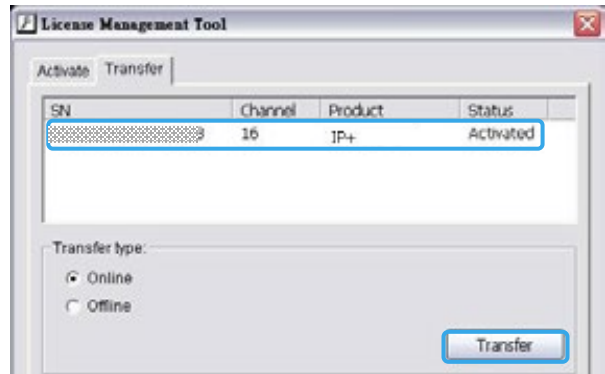 License Management Tool
Activate Transfer
SN Channel Product Status
16 IP+ Activated
Transfer type:
Online
Offline
Transfer